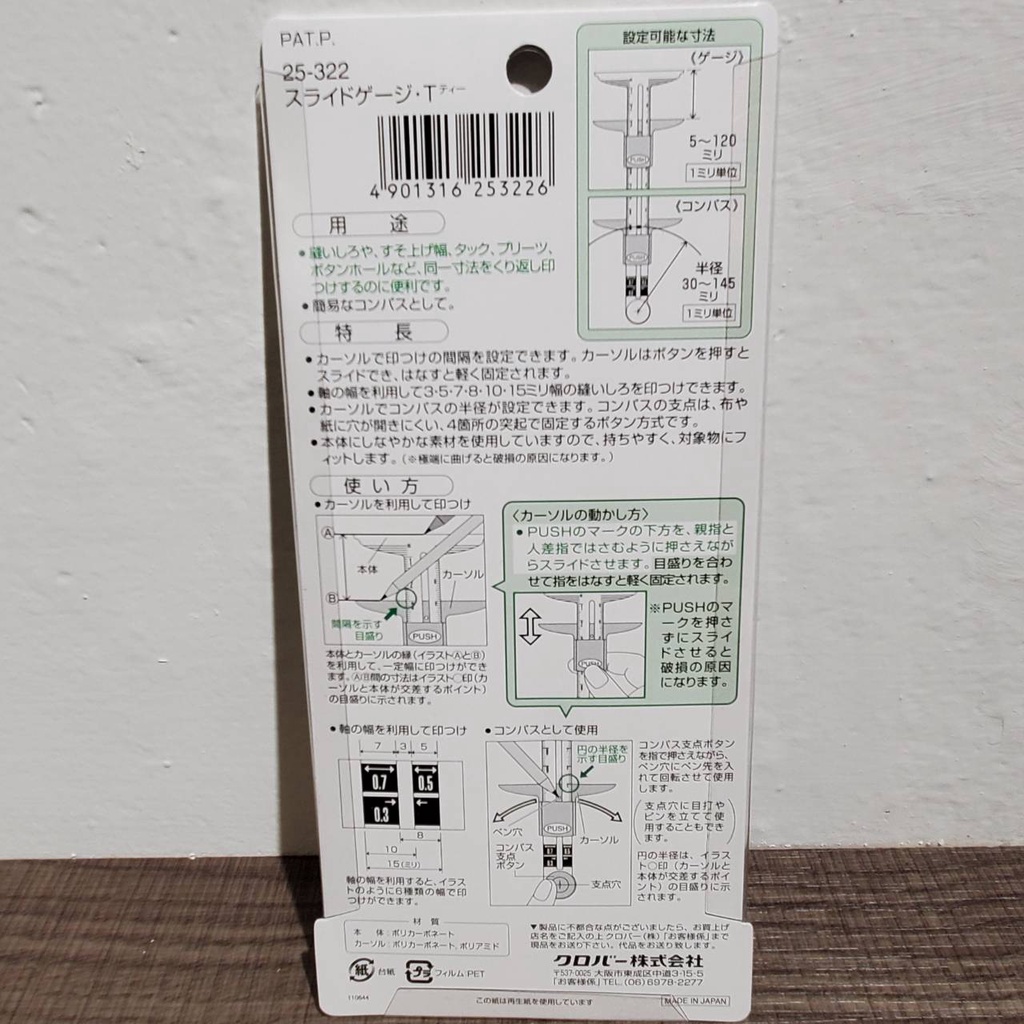 PAT.P.
25-322
スライドゲージ・Tティー
4 901316 253226
設定可能な寸法
〈ゲージ〉
PUSH
5〜120
ミリ
1ミリ単位
〈コンパス〉
PUSH
半径
30〜145
ミリ
1ミリ単位
用途
●縫いしろや、すそ上げ幅、タック、プリーツ、
ボタンホールなど、同一寸法をくり返し印
つけするのに便利です。
●簡易なコンパスとして。
特長
●カーソルで印つけの間隔を設定できます。カーソルはボタンを押すと
スライドでき、はなすと軽く固定されます。
●軸の幅を利用して3・5・7・8・10・15ミリ幅の縫いしろを印つけできます。
●カーソルでコンパスの半径が設定できます。コンパスの支点は、布や
紙に穴が開きにくい、4箇所の突起で固定するボタン方式です。
●本体にしなやかな素材を使用していますので、持ちやすく、対象物にフ
ィットします。(※極端に曲げると破損の原因になります。)
使い方
●カーソルを利用して印つけ
Ⓐ
本体
カーソル
Ⓑ
間隔を示す
目盛り
PUSH
本体とカーソルの縁(イラストⒶとⒷ)
を利用して、一定幅に印つけができ
ます。ⒶⒷ間の寸法はイラスト○印(カ
ーソルと本体が交差するポイント)
の目盛りに示されます。
〈カーソルの動かし方〉
●PUSHのマークの下方を、親指と
人差指ではさむように押さえなが
らスライドさせます。目盛りを合わ
せて指をはなすと軽く固定されます。
PUSH
※PUSHのマ
ークを押さ
ずにスライ
ドさせると
破損の原因
になります。
●軸の幅を利用して印つけ
7 3 5
0.7 0.5
0.3
8
10
15(ミリ)
軸の幅を利用すると、イラス
トのように6種類の幅で印
つけができます。
●コンパスとして使用
円の半径を
示す目盛り
ペン穴
PUSH
カーソル
コンパス
支点
ボタン
支点穴
コンパス支点ボタン
を指で押さえながら、
ペン穴にペン先を入
れて回転させて使用
します。
(支点穴に目打や
ピンを立てて使
用することもでき
ます。)
円の半径は、イラス
ト○印(カーソルと
本体が交差するポイ
ント)の目盛りに示
されます。
材質
本体:ポリカーボネート
カーソル:ポリカーボネート、ポリアミド
紙 台紙
プラ フィルム:PET
▼製品に不都合な点がございましたら、お買上げ
店名をご記入の上クロバー(株)「お客様係」まで
現品をお送り下さい。代品をお送り致します。
クロバー株式会社
〒537-0025 大阪市東成区中道3-15-5
「お客様係」TEL.(06)6978-2277
110644
この紙は再生紙を使用しています
MADE IN JAPAN